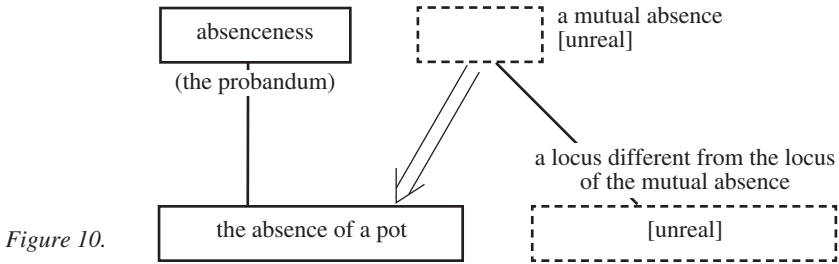 absenceness
a mutual absence
[unreal]
(the probandum)
a locus different from the locus
of the mutual absence
the absence of a pot
[unreal]
Figure 10.